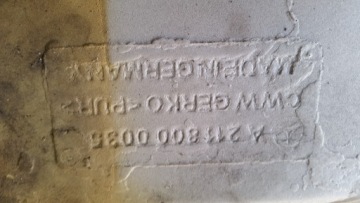 A 211 800 0035
CWW GERKO >PUR<
MADE IN GERMANY